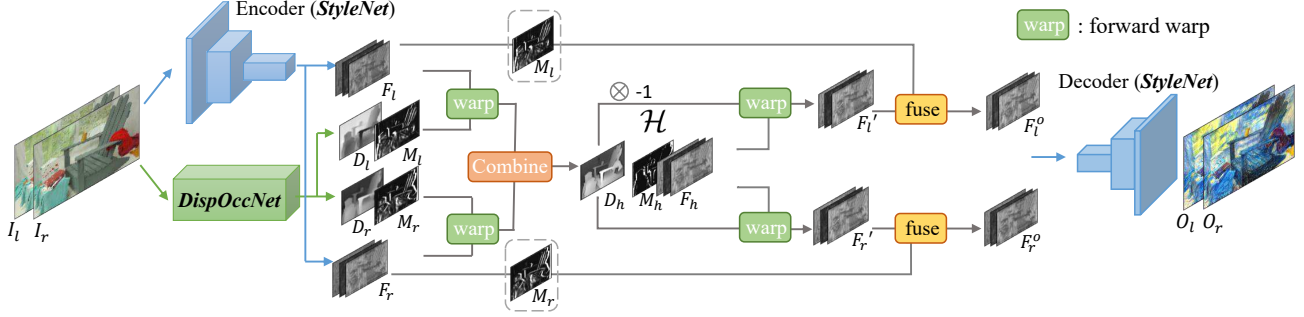 Encoder (StyleNet)
I_l I_r
DispOccNet
F_l
D_l M_l
D_r M_r
F_r
warp
warp
M_l
M_r
Combine
⊗ -1
ℋ
D_h M_h F_h
warp
warp
F_l'
F_r'
fuse
fuse
F_l^o
F_r^o
warp : forward warp
Decoder (StyleNet)
O_l O_r